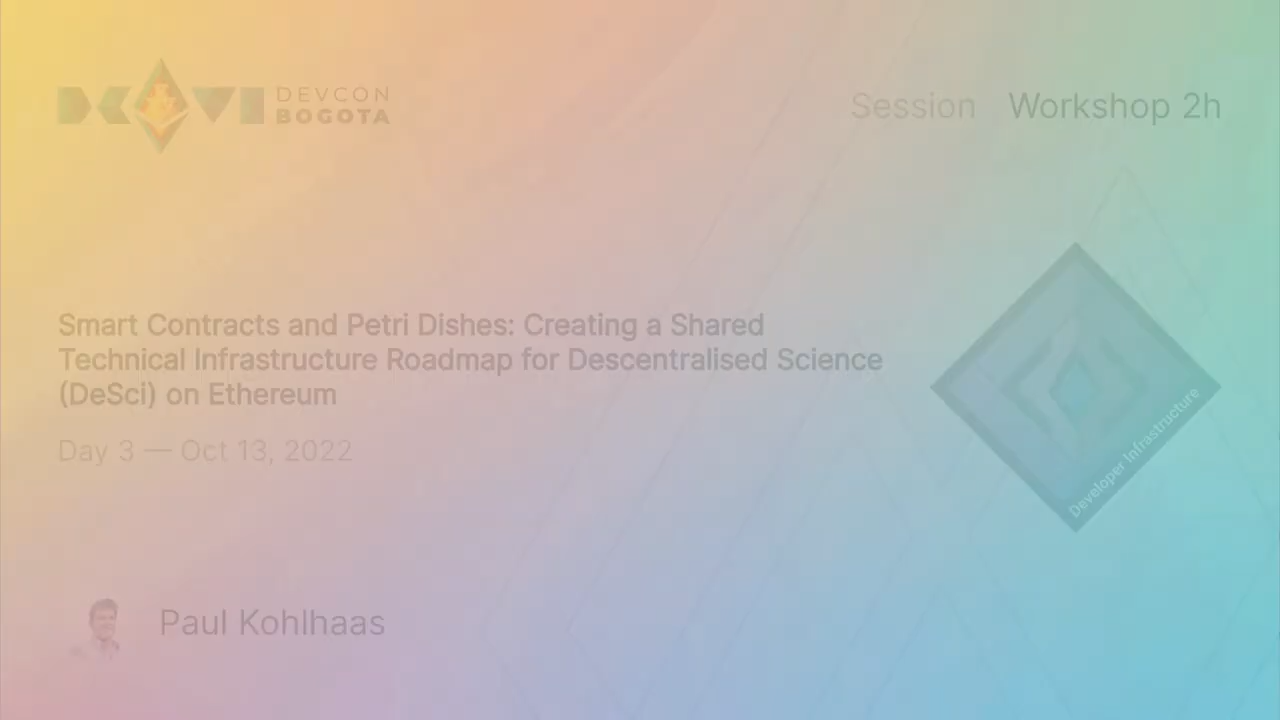 DEVCON
BOGOTA
Session Workshop 2h
Smart Contracts and Petri Dishes: Creating a Shared
Technical Infrastructure Roadmap for Descentralised Science
(DeSci) on Ethereum
Day 3 — Oct 13, 2022
Developer Infrastructure
Paul Kohlhaas